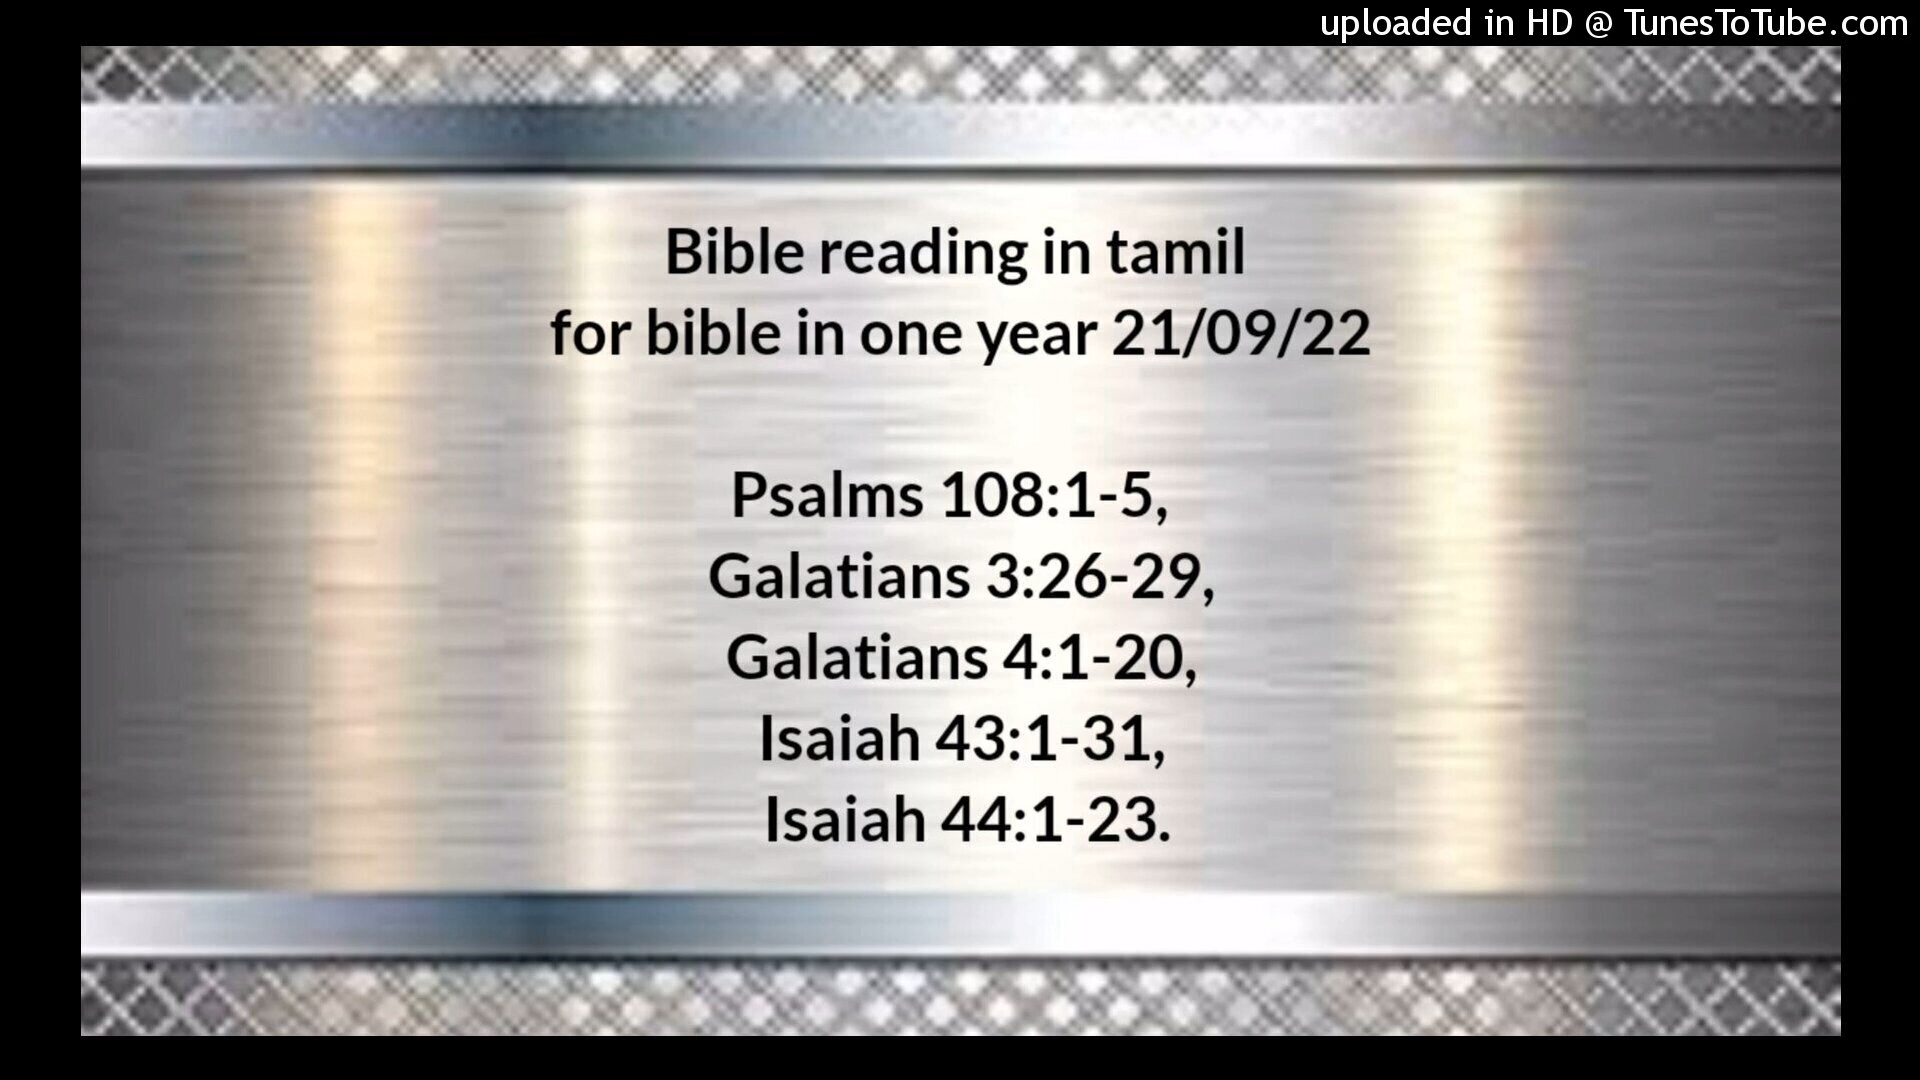 uploaded in HD @ TunesToTube.com
Bible reading in tamil
for bible in one year 21/09/22
Psalms 108:1-5,
Galatians 3:26-29,
Galatians 4:1-20,
Isaiah 43:1-31,
Isaiah 44:1-23.